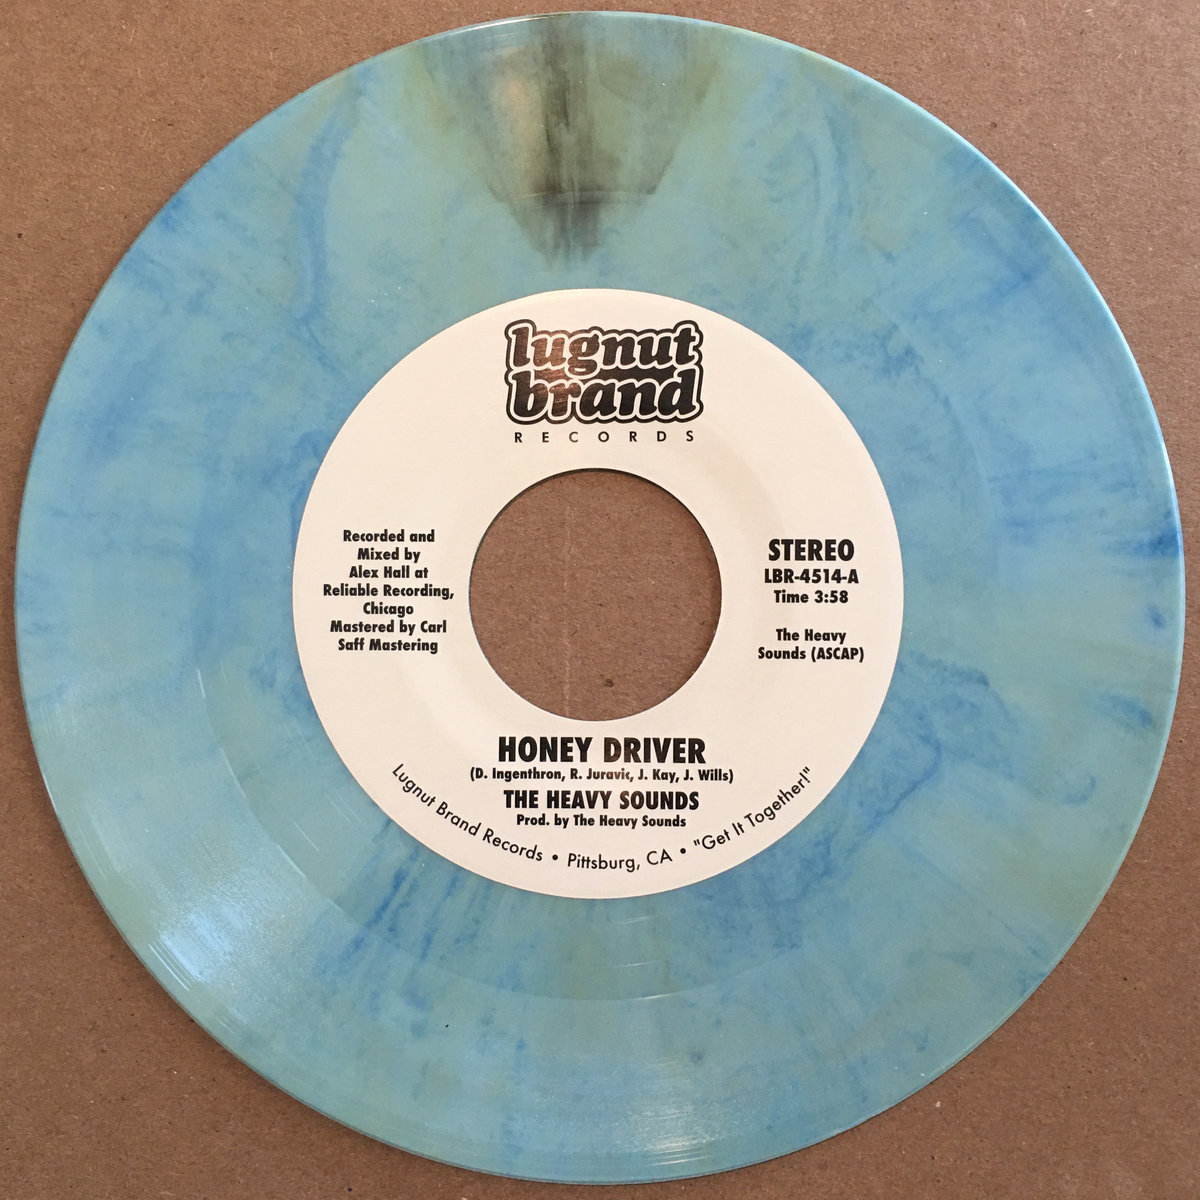 lugnut
brand
RECORDS
Recorded and
Mixed by
Alex Hall at
Reliable Recording,
Chicago
Mastered by Carl
Saff Mastering
STEREO
LBR-4514-A
Time 3:58
The Heavy
Sounds (ASCAP)
HONEY DRIVER
(D. Ingenthron, R. Juravic, J. Kay, J. Wills)
THE HEAVY SOUNDS
Prod. by The Heavy Sounds
Lugnut Brand Records • Pittsburg, CA • "Get It Together!"